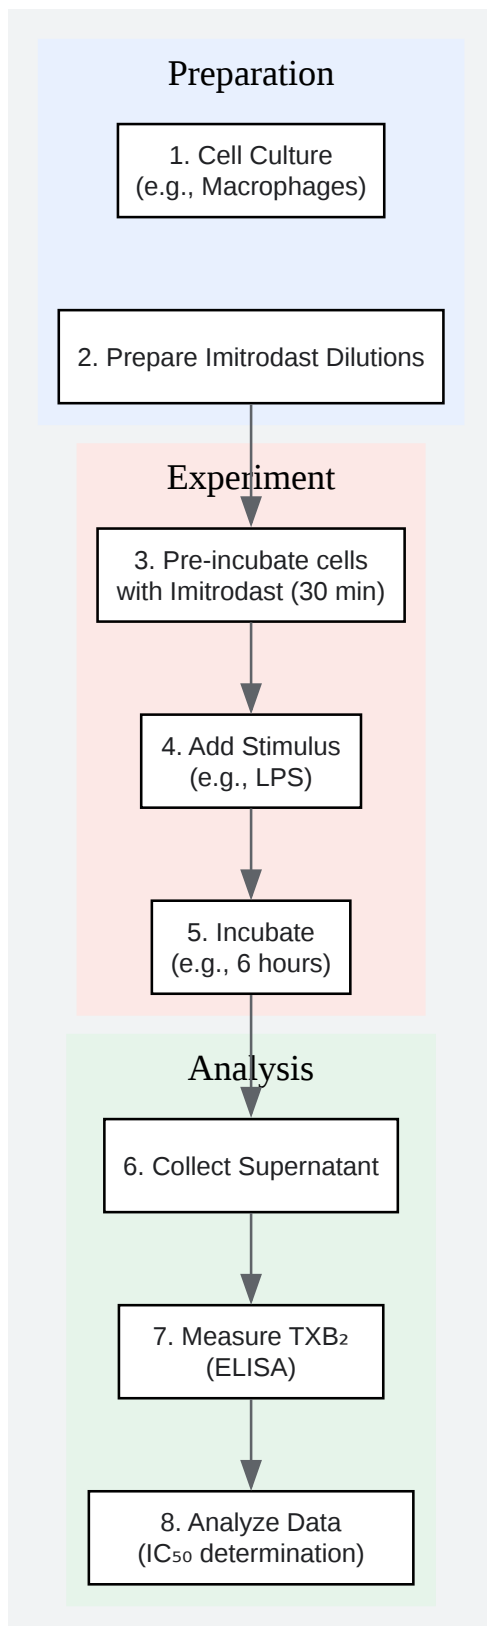 Preparation
1. Cell Culture
(e.g., Macrophages)
2. Prepare Imitrodast Dilutions
Experiment
3. Pre-incubate cells
with Imitrodast (30 min)
4. Add Stimulus
(e.g., LPS)
5. Incubate
(e.g., 6 hours)
Analysis
6. Collect Supernatant
7. Measure TXB₂
(ELISA)
8. Analyze Data
(IC₅₀ determination)